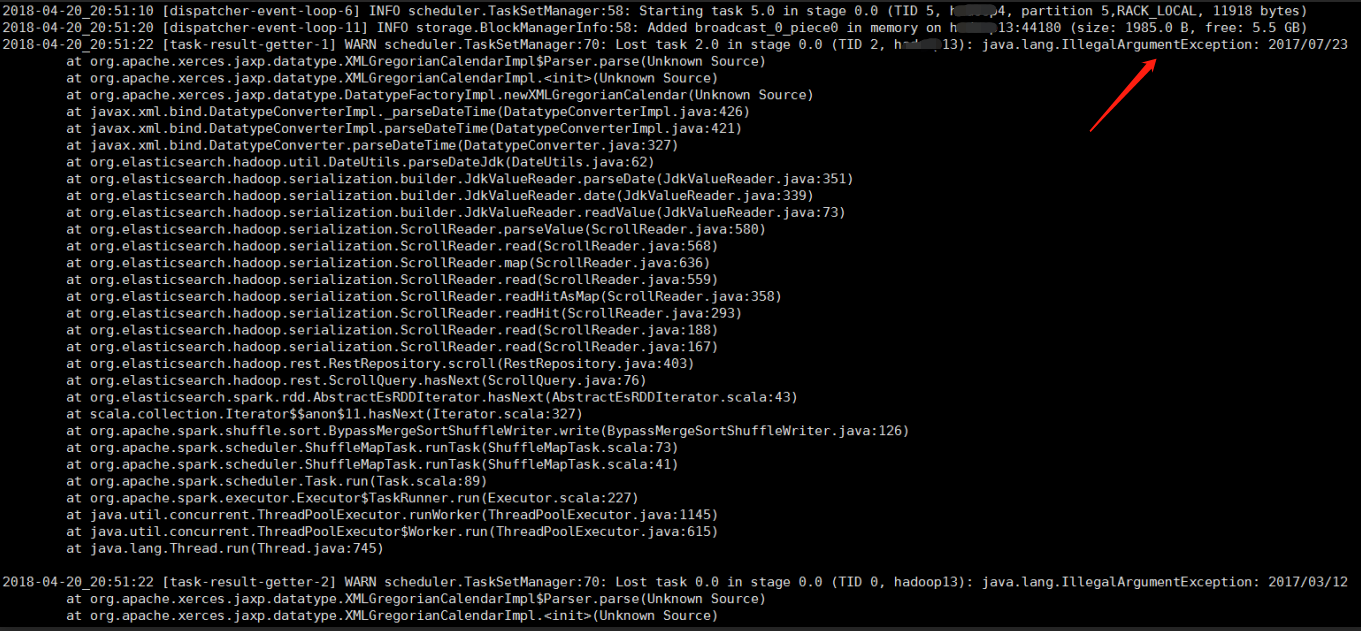 2018-04-20_20:51:10 [dispatcher-event-loop-6] INFO scheduler.TaskSetManager:58: Starting task 5.0 in stage 0.0 (TID 5, h 4, partition 5,RACK_LOCAL, 11918 bytes)
2018-04-20_20:51:20 [dispatcher-event-loop-11] INFO storage.BlockManagerInfo:58: Added broadcast_0_piece0 in memory on h 13:44180 (size: 1985.0 B, free: 5.5 GB)
2018-04-20_20:51:22 [task-result-getter-1] WARN scheduler.TaskSetManager:70: Lost task 2.0 in stage 0.0 (TID 2, ha 13): java.lang.IllegalArgumentException: 2017/07/23
at org.apache.xerces.jaxp.datatype.XMLGregorianCalendarImpl$Parser.parse(Unknown Source)
at org.apache.xerces.jaxp.datatype.XMLGregorianCalendarImpl.<init>(Unknown Source)
at org.apache.xerces.jaxp.datatype.DatatypeFactoryImpl.newXMLGregorianCalendar(Unknown Source)
at javax.xml.bind.DatatypeConverterImpl._parseDateTime(DatatypeConverterImpl.java:426)
at javax.xml.bind.DatatypeConverterImpl.parseDateTime(DatatypeConverterImpl.java:421)
at javax.xml.bind.DatatypeConverter.parseDateTime(DatatypeConverter.java:327)
at org.elasticsearch.hadoop.util.DateUtils.parseDateJdk(DateUtils.java:62)
at org.elasticsearch.hadoop.serialization.builder.JdkValueReader.parseDate(JdkValueReader.java:351)
at org.elasticsearch.hadoop.serialization.builder.JdkValueReader.date(JdkValueReader.java:339)
at org.elasticsearch.hadoop.serialization.builder.JdkValueReader.readValue(JdkValueReader.java:73)
at org.elasticsearch.hadoop.serialization.ScrollReader.parseValue(ScrollReader.java:580)
at org.elasticsearch.hadoop.serialization.ScrollReader.read(ScrollReader.java:568)
at org.elasticsearch.hadoop.serialization.ScrollReader.map(ScrollReader.java:636)
at org.elasticsearch.hadoop.serialization.ScrollReader.read(ScrollReader.java:559)
at org.elasticsearch.hadoop.serialization.ScrollReader.readHitAsMap(ScrollReader.java:358)
at org.elasticsearch.hadoop.serialization.ScrollReader.readHit(ScrollReader.java:293)
at org.elasticsearch.hadoop.serialization.ScrollReader.read(ScrollReader.java:188)
at org.elasticsearch.hadoop.serialization.ScrollReader.read(ScrollReader.java:167)
at org.elasticsearch.hadoop.rest.RestRepository.scroll(RestRepository.java:403)
at org.elasticsearch.hadoop.rest.ScrollQuery.hasNext(ScrollQuery.java:76)
at org.elasticsearch.spark.rdd.AbstractEsRDDIterator.hasNext(AbstractEsRDDIterator.scala:43)
at scala.collection.Iterator$$anon$11.hasNext(Iterator.scala:327)
at org.apache.spark.shuffle.sort.BypassMergeSortShuffleWriter.write(BypassMergeSortShuffleWriter.java:126)
at org.apache.spark.scheduler.ShuffleMapTask.runTask(ShuffleMapTask.scala:73)
at org.apache.spark.scheduler.ShuffleMapTask.runTask(ShuffleMapTask.scala:41)
at org.apache.spark.scheduler.Task.run(Task.scala:89)
at org.apache.spark.executor.Executor$TaskRunner.run(Executor.scala:227)
at java.util.concurrent.ThreadPoolExecutor.runWorker(ThreadPoolExecutor.java:1145)
at java.util.concurrent.ThreadPoolExecutor$Worker.run(ThreadPoolExecutor.java:615)
at java.lang.Thread.run(Thread.java:745)
2018-04-20_20:51:22 [task-result-getter-2] WARN scheduler.TaskSetManager:70: Lost task 0.0 in stage 0.0 (TID 0, hadoop13): java.lang.IllegalArgumentException: 2017/03/12
at org.apache.xerces.jaxp.datatype.XMLGregorianCalendarImpl$Parser.parse(Unknown Source)
at org.apache.xerces.jaxp.datatype.XMLGregorianCalendarImpl.<init>(Unknown Source)